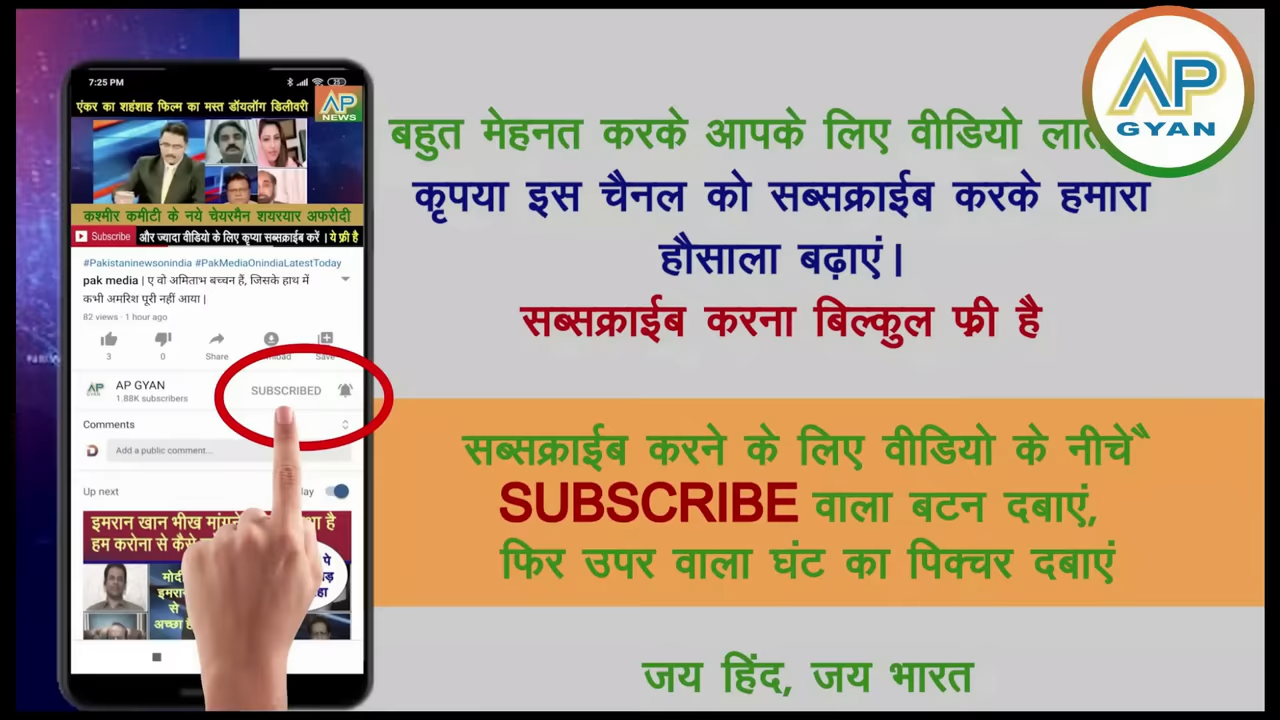 7:25 PM
एंकर का शहंशाह फिल्म का मस्त डॉयलॉग डिलीवरी
AP
NEWS
कश्मीर कमीटी के नये चेयरमैन शयरयार अफरीदी
Subscribe और ज्यादा वीडियो के लिए कृप्या सब्सक्राईब करें । ये फ्री है
#Pakistaninewsonindia #PakMediaOnindiaLatestToday
pak media | ए वो अमिताभ बच्चन हैं, जिसके हाथ में
कभी अमरिश पूरी नहीं आया |
82 views · 1 hour ago
3 0 Share Save
AP GYAN
1.88K subscribers
SUBSCRIBED
Comments
Add a public comment...
Up next
इमरान खान भीख है
हम करोना से
मोदी
से
अच्छा
AP
GYAN
बहुत मेहनत करके आपके लिए वीडियो
कृपया इस चैनल को सब्सक्राईब करके हमारा
हौसाला बढ़ाएं।
सब्सक्राईब करना बिल्कुल फ्री है
सब्सक्राईब करने के लिए वीडियो के नीचेै
SUBSCRIBE वाला बटन दबाएं,
फिर उपर वाला घंट का पिक्चर दबाएं
जय हिंद, जय भारत